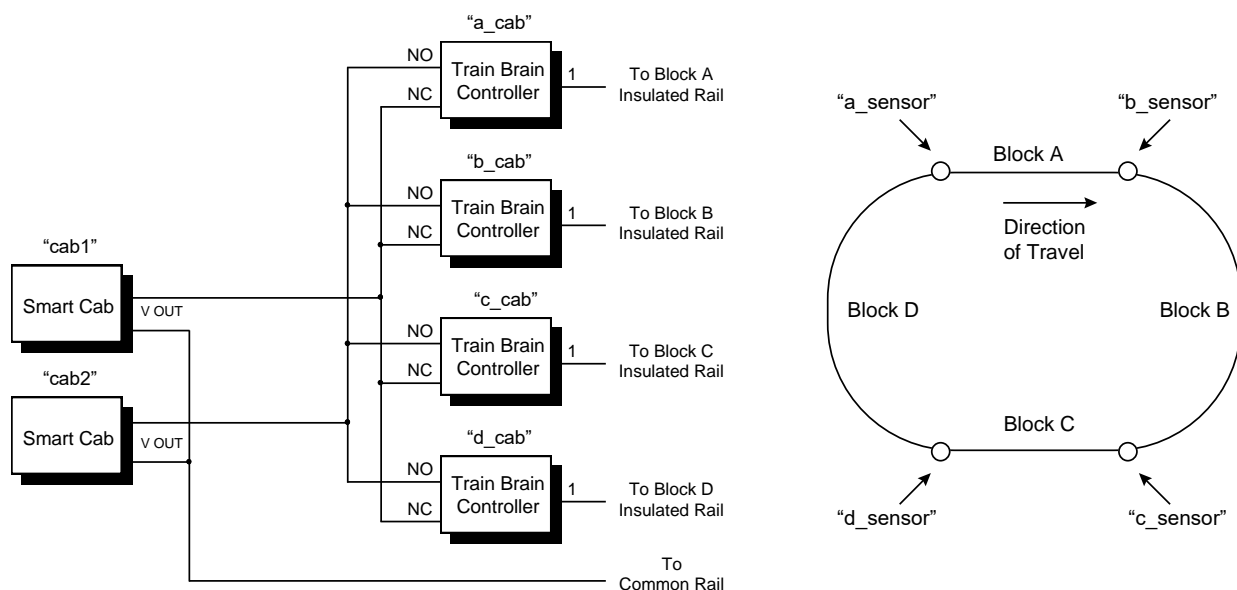 “a_cab”
NO
NC
Train Brain
Controller
1
To Block A
Insulated Rail
“b_cab”
NO
NC
Train Brain
Controller
1
To Block B
Insulated Rail
“cab1”
Smart Cab
V OUT
“c_cab”
NO
NC
Train Brain
Controller
1
To Block C
Insulated Rail
“cab2”
Smart Cab
V OUT
“d_cab”
NO
NC
Train Brain
Controller
1
To Block D
Insulated Rail
To
Common Rail
“a_sensor”
“b_sensor”
Block A
Direction
of Travel
Block D
Block B
Block C
“d_sensor”
“c_sensor”